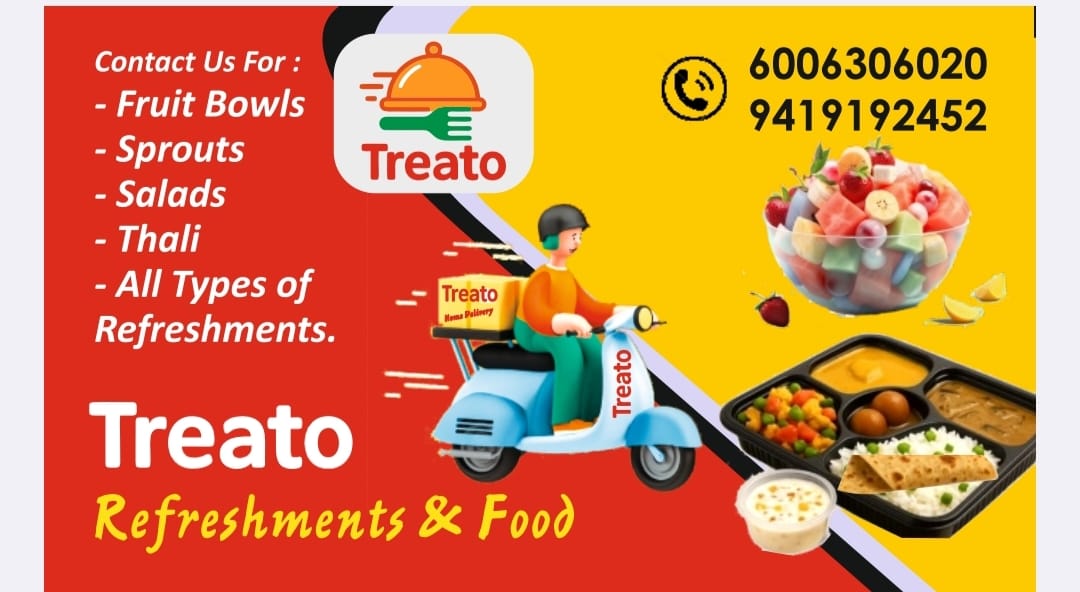 Contact Us For :
- Fruit Bowls
- Sprouts
- Salads
- Thali
- All Types of
Refreshments.
Treato
6006306020
9419192452
Treato
Home Delivery
Treato
Treato
Refreshments & Food